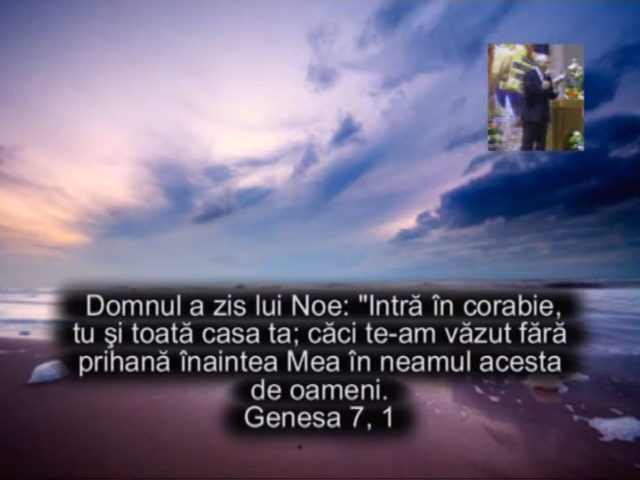 Domnul a zis lui Noe: "Intră în corabie,
tu şi toată casa ta; căci te-am văzut fără
prihană înaintea Mea în neamul acesta
de oameni.
Genesa 7, 1